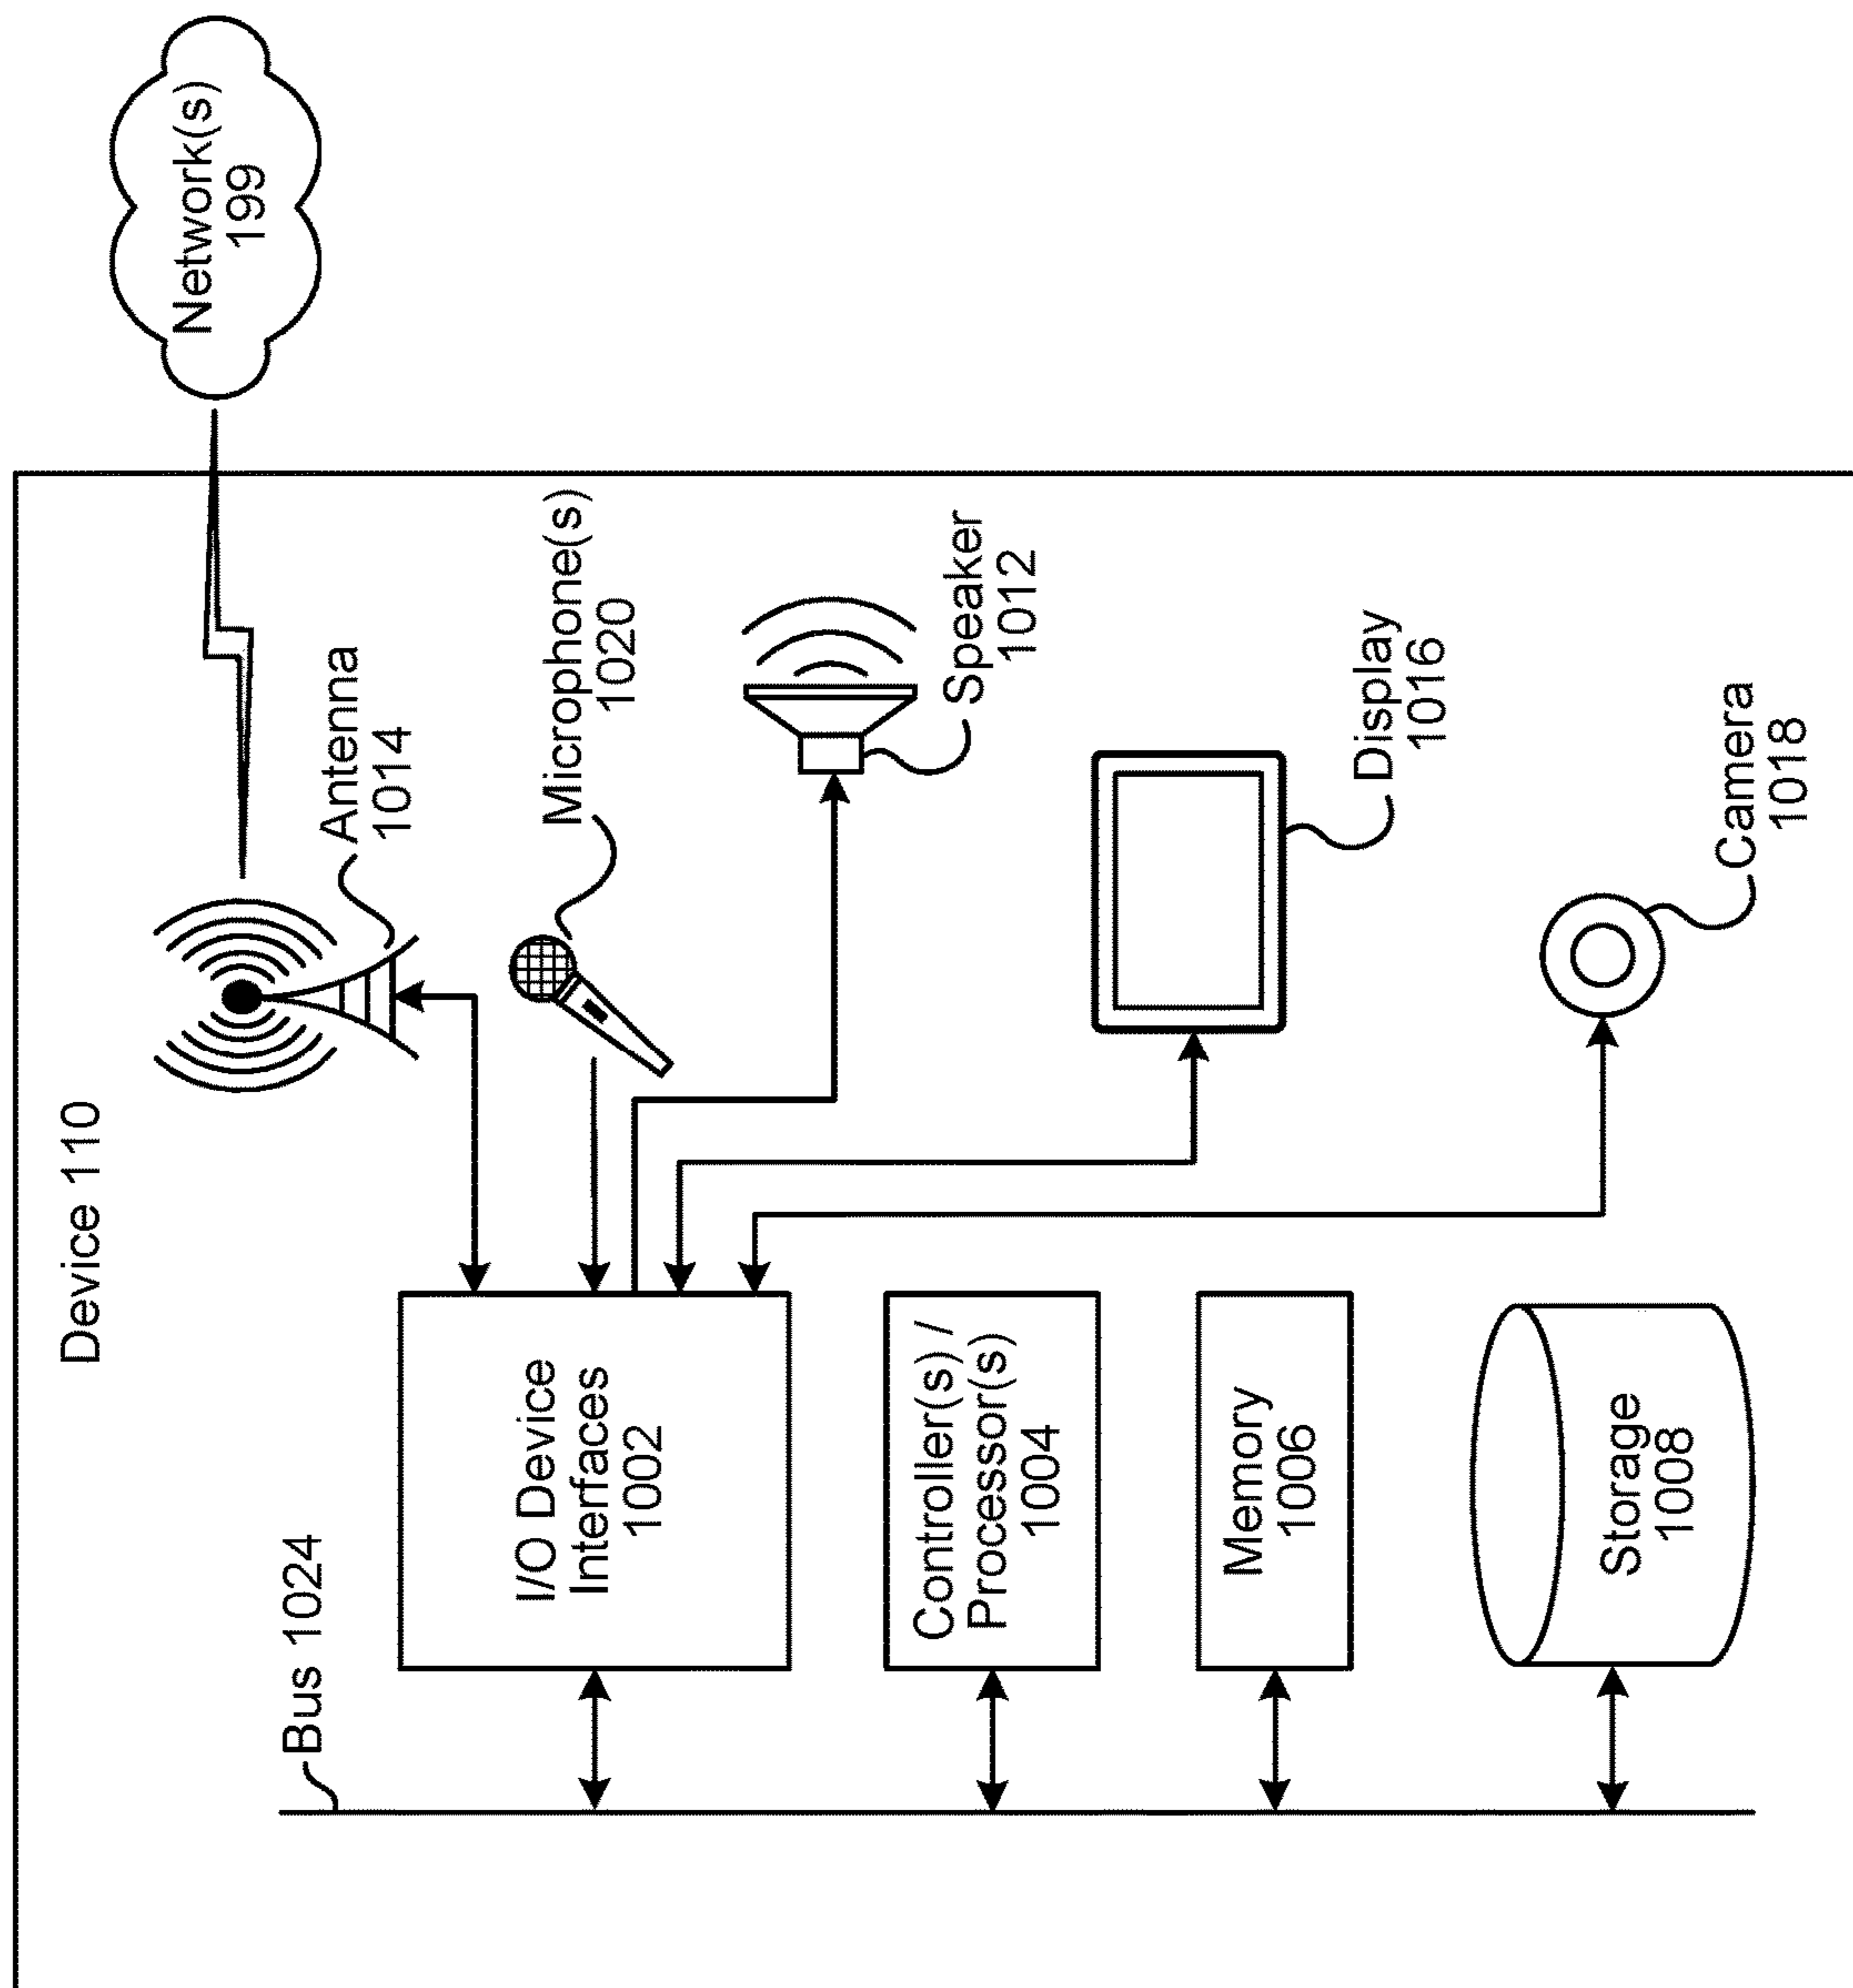 Device 110
Network(s)
199
Antenna
1014
Bus 1024
I/O Device
Interfaces
1002
Microphone(s)
1020
Speaker
1012
Controller(s) /
Processor(s)
1004
Display
1016
Memory
1006
Camera
1018
Storage
1008